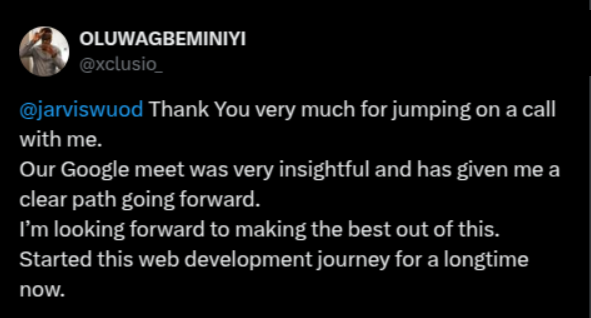 OLUWAGBEMINIYI
@xclusio_
@jarviswuod Thank You very much for jumping on a call
with me.
Our Google meet was very insightful and has given me a
clear path going forward.
I’m looking forward to making the best out of this.
Started this web development journey for a longtime
now.